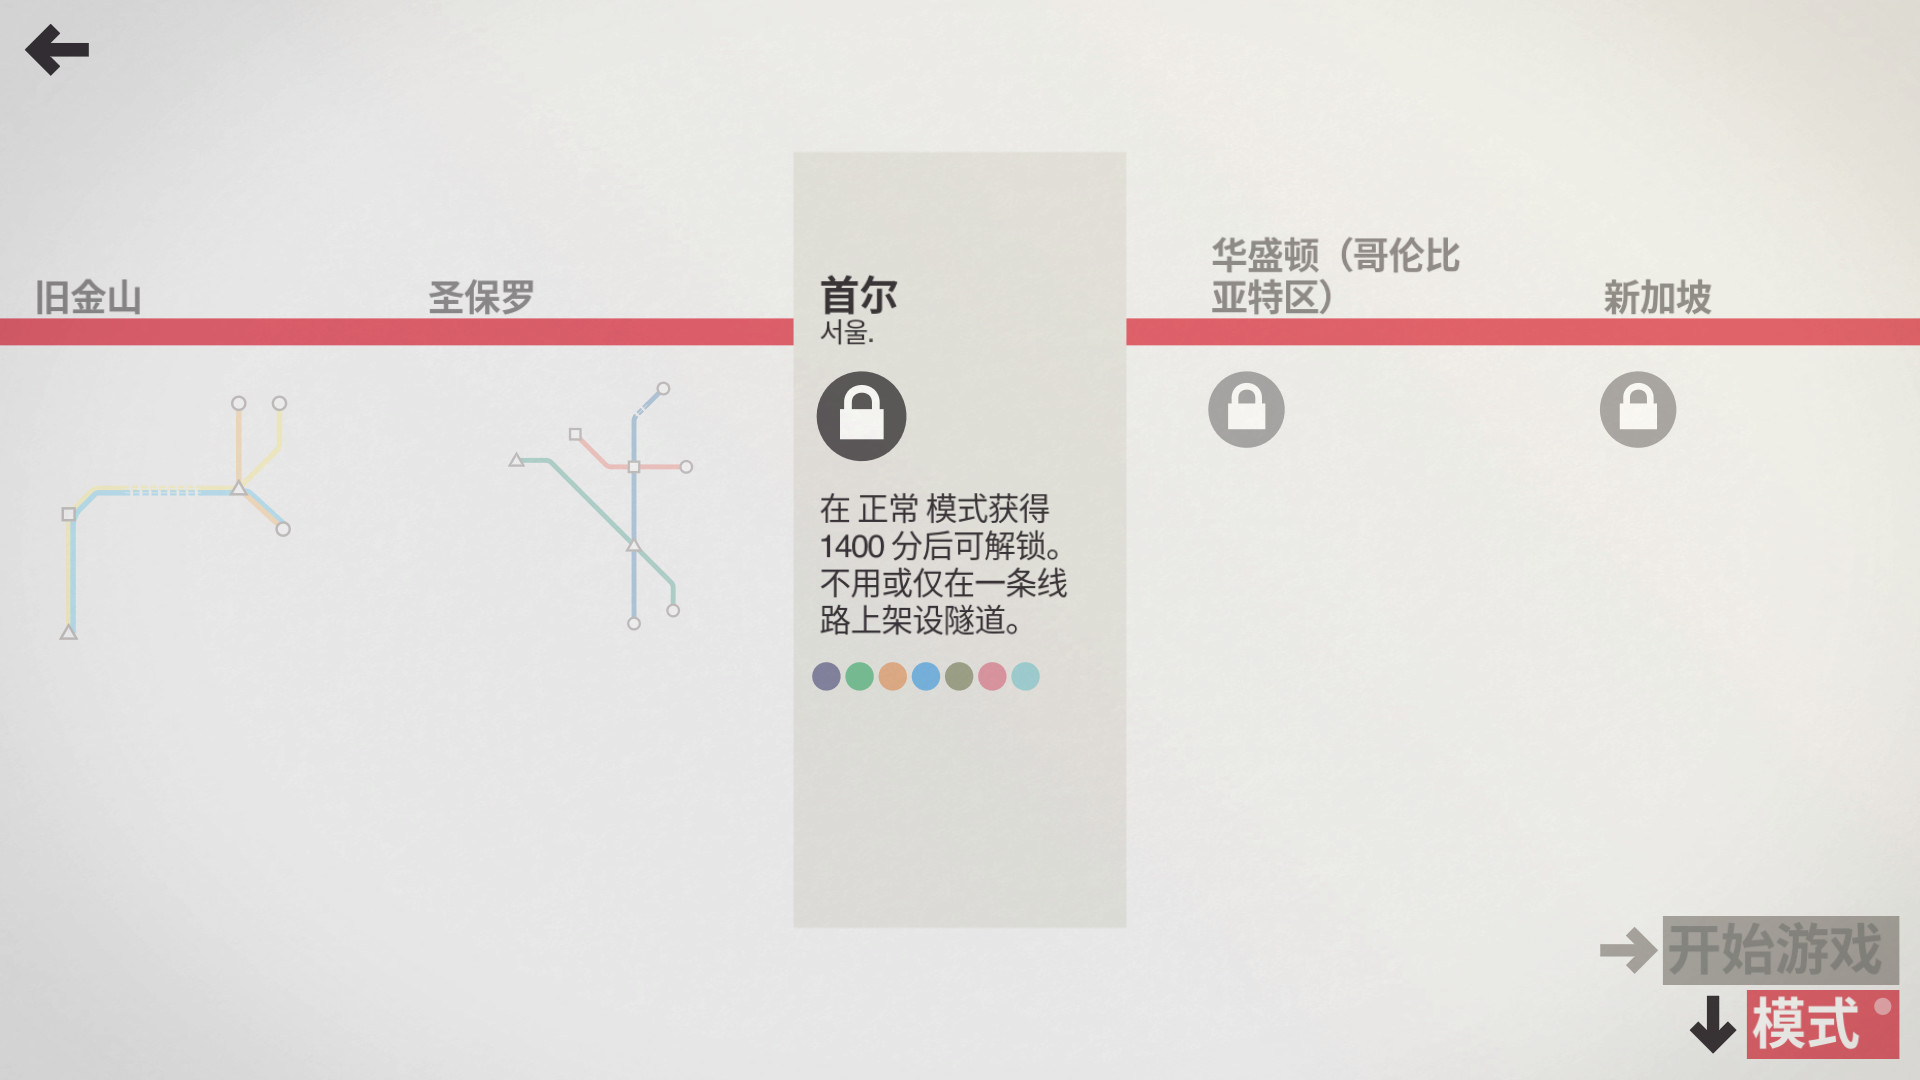 旧金山
圣保罗
首尔
서울.
在 正常 模式获得
1400 分后可解锁。
不用或仅在一条线
路上架设隧道。
华盛顿（哥伦比
亚特区）
新加坡
开始游戏
模式